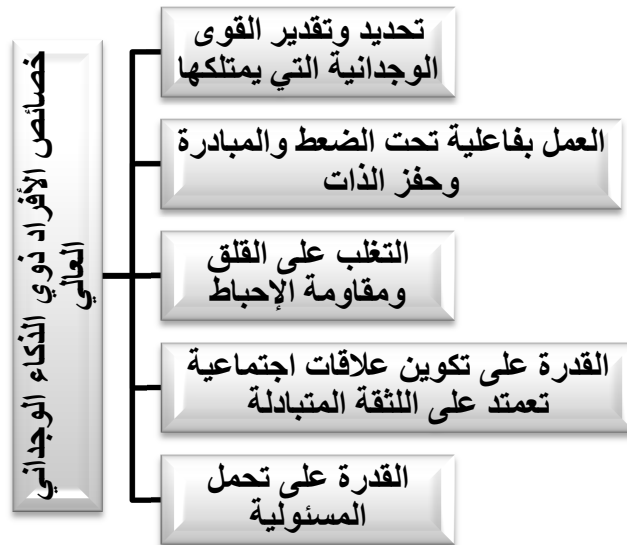 خصائص الأفراد ذوي الذكاء الوجداني
العالي
تحديد وتقدير القوى
الوجدانية التي يمتلكها
العمل بفاعلية تحت الضعط والمبادرة
وحفز الذات
التغلب على القلق
ومقاومة الإحباط
القدرة على تكوين علاقات اجتماعية
تعمتد على اللثقة المتبادلة
القدرة على تحمل
المسئولية